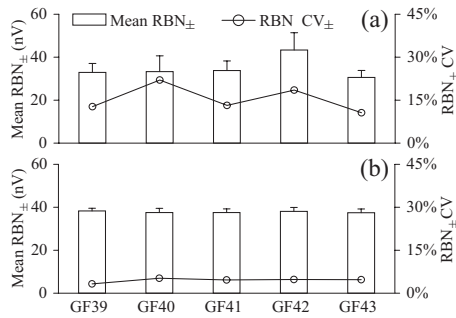 Mean RBN± RBN CV±
(a)
Mean RBN± (nV)
60
40
20
0
45%
30%
15%
0%
RBN±CV
(b)
Mean RBN± (nV)
60
40
20
0
45%
30%
15%
0%
RBN±CV
GF39 GF40 GF41 GF42 GF43